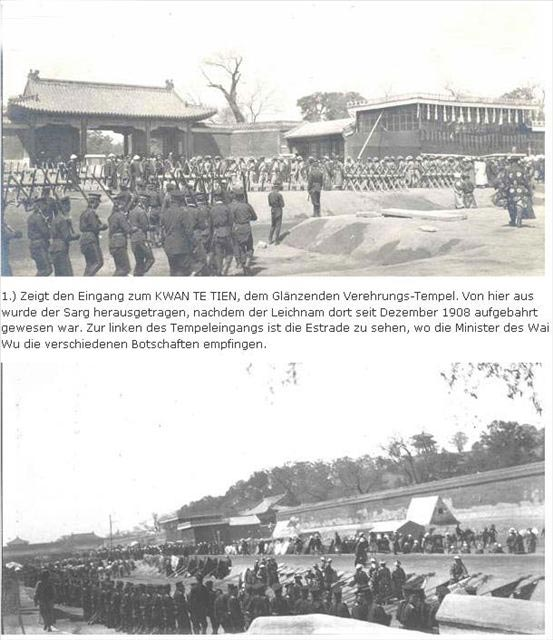 1.) Zeigt den Eingang zum KWAN TE TIEN, dem Glänzenden Verehrungs-Tempel. Von hier aus
wurde der Sarg herausgetragen, nachdem der Leichnam dort seit Dezember 1908 aufgebahrt
gewesen war. Zur linken des Tempeleingangs ist die Estrade zu sehen, wo die Minister des Wai
Wu die verschiedenen Botschaften empfingen.